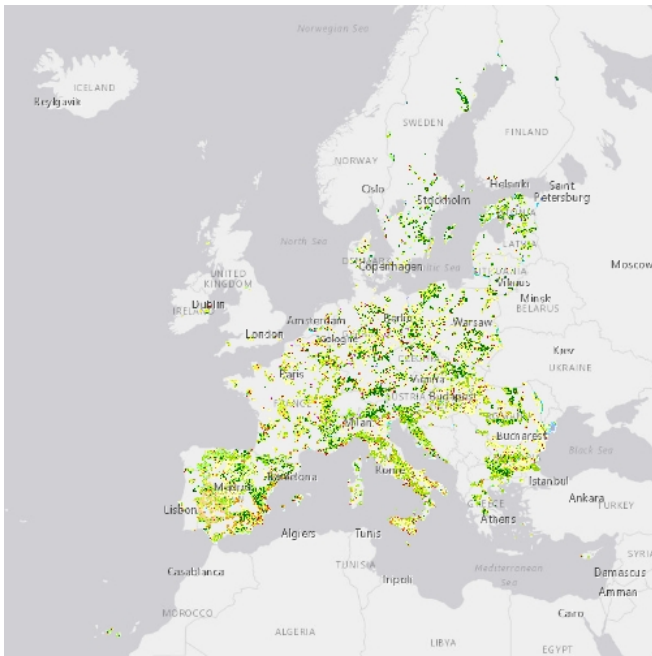 Norwegian Sea
ICELAND
Reykjavik
SWEDEN
FINLAND
NORWAY
Oslo
Helsinki
Saint
Petersburg
Stockholm
North Sea
LATVIA
Moscow
Copenhagen
UNITED
KINGDOM
Dublin
Vilnius
Minsk
BELARUS
London
Amsterdam
Berlin
Warsaw
Cologne
Kiev
UKRAINE
Paris
Vienna
AUSTRIA
Budapest
Milan
Bucharest
Black Sea
Barcelona
Rome
Istanbul
Madrid
Ankara
TURKEY
Lisbon
GREECE
Athens
Algiers
Tunis
SYRIA
Casablanca
TUNISIA
Tripoli
Mediterranean
Sea
Damascus
Amman
MOROCCO
Cairo
ALGERIA
LIBYA
EGYPT